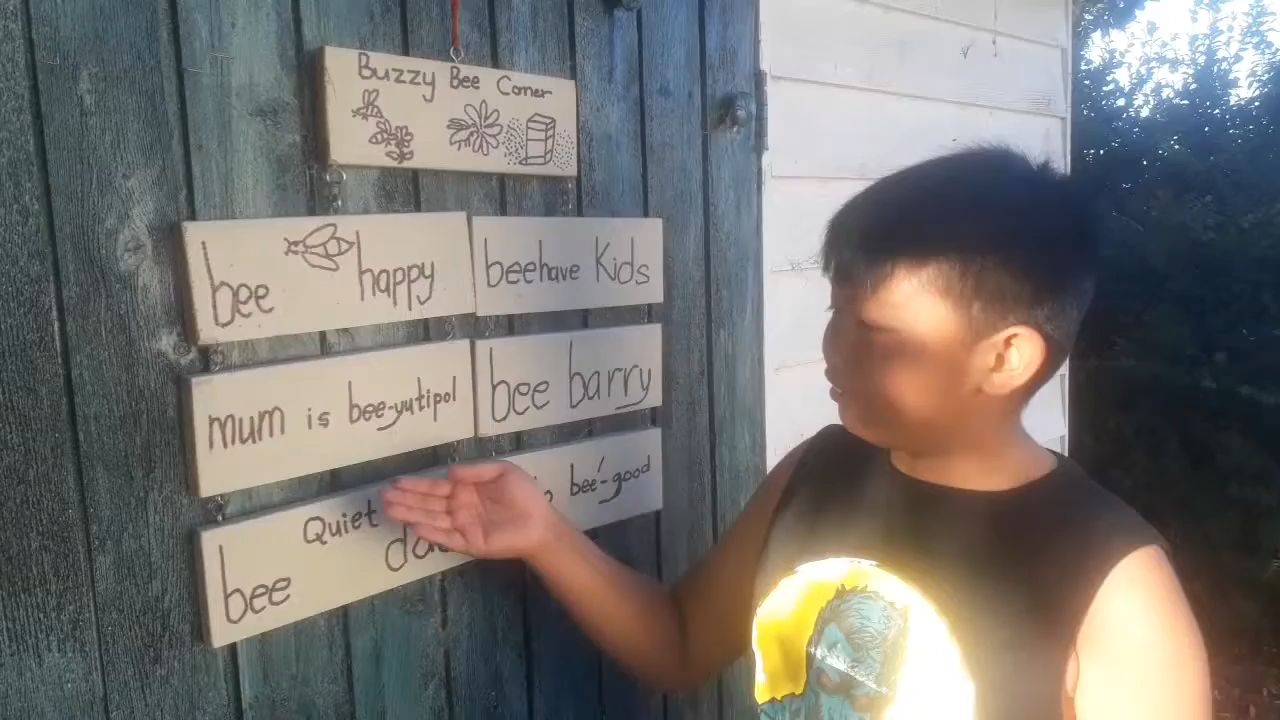 Buzzy Bee Corner
bee happy
beehave Kids
mum is bee-yutipol
bee barry
Quiet
bee
bee-good